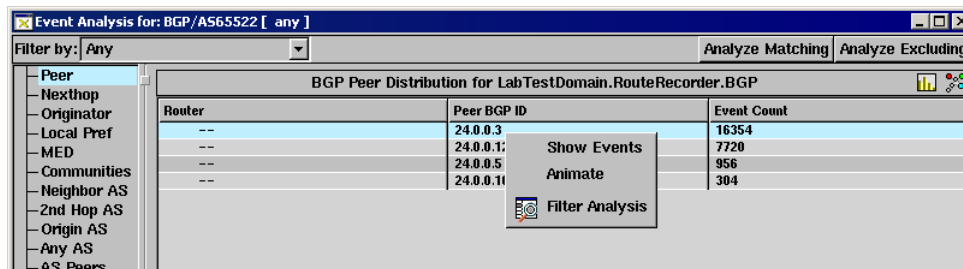 Event Analysis for: BGP/AS65522 [ any ]
Filter by: Any Analyze Matching Analyze Excluding
Peer
Nexthop
Originator
Local Pref
MED
Communities
Neighbor AS
2nd Hop AS
Origin AS
Any AS
AS Peers
BGP Peer Distribution for LabTestDomain.RouteRecorder.BGP
Router Peer BGP ID Event Count
-- 24.0.0.3 16354
-- 7720
-- 24.0.0.5 956
-- 304
Show Events
Animate
Filter Analysis